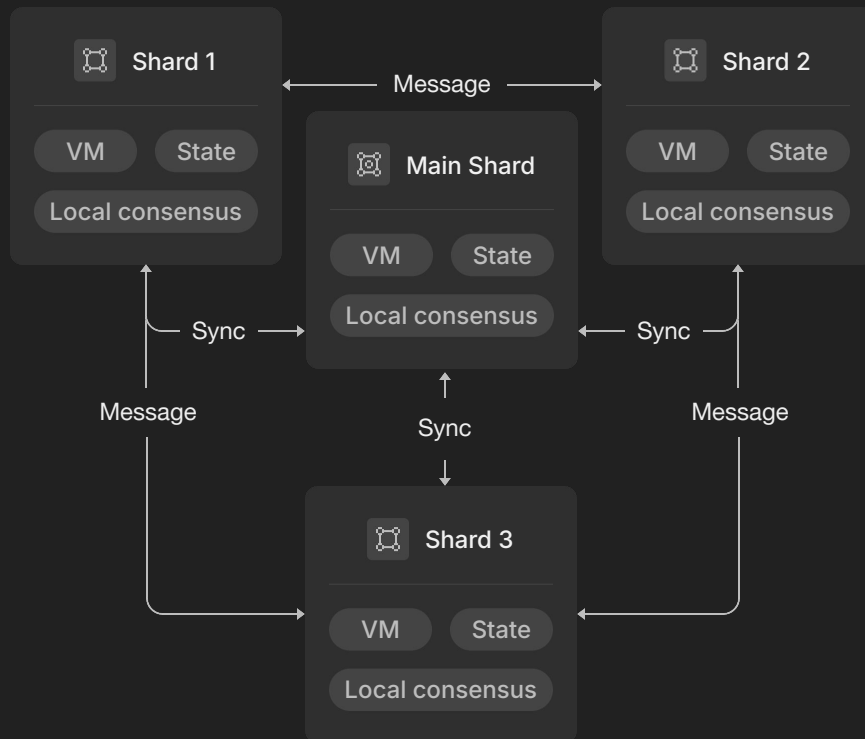 Shard 1
Message
Shard 2
VM State
Main Shard
VM State
Local consensus
Local consensus
VM State
Local consensus
Sync
Sync
Message
Sync
Message
Shard 3
VM State
Local consensus